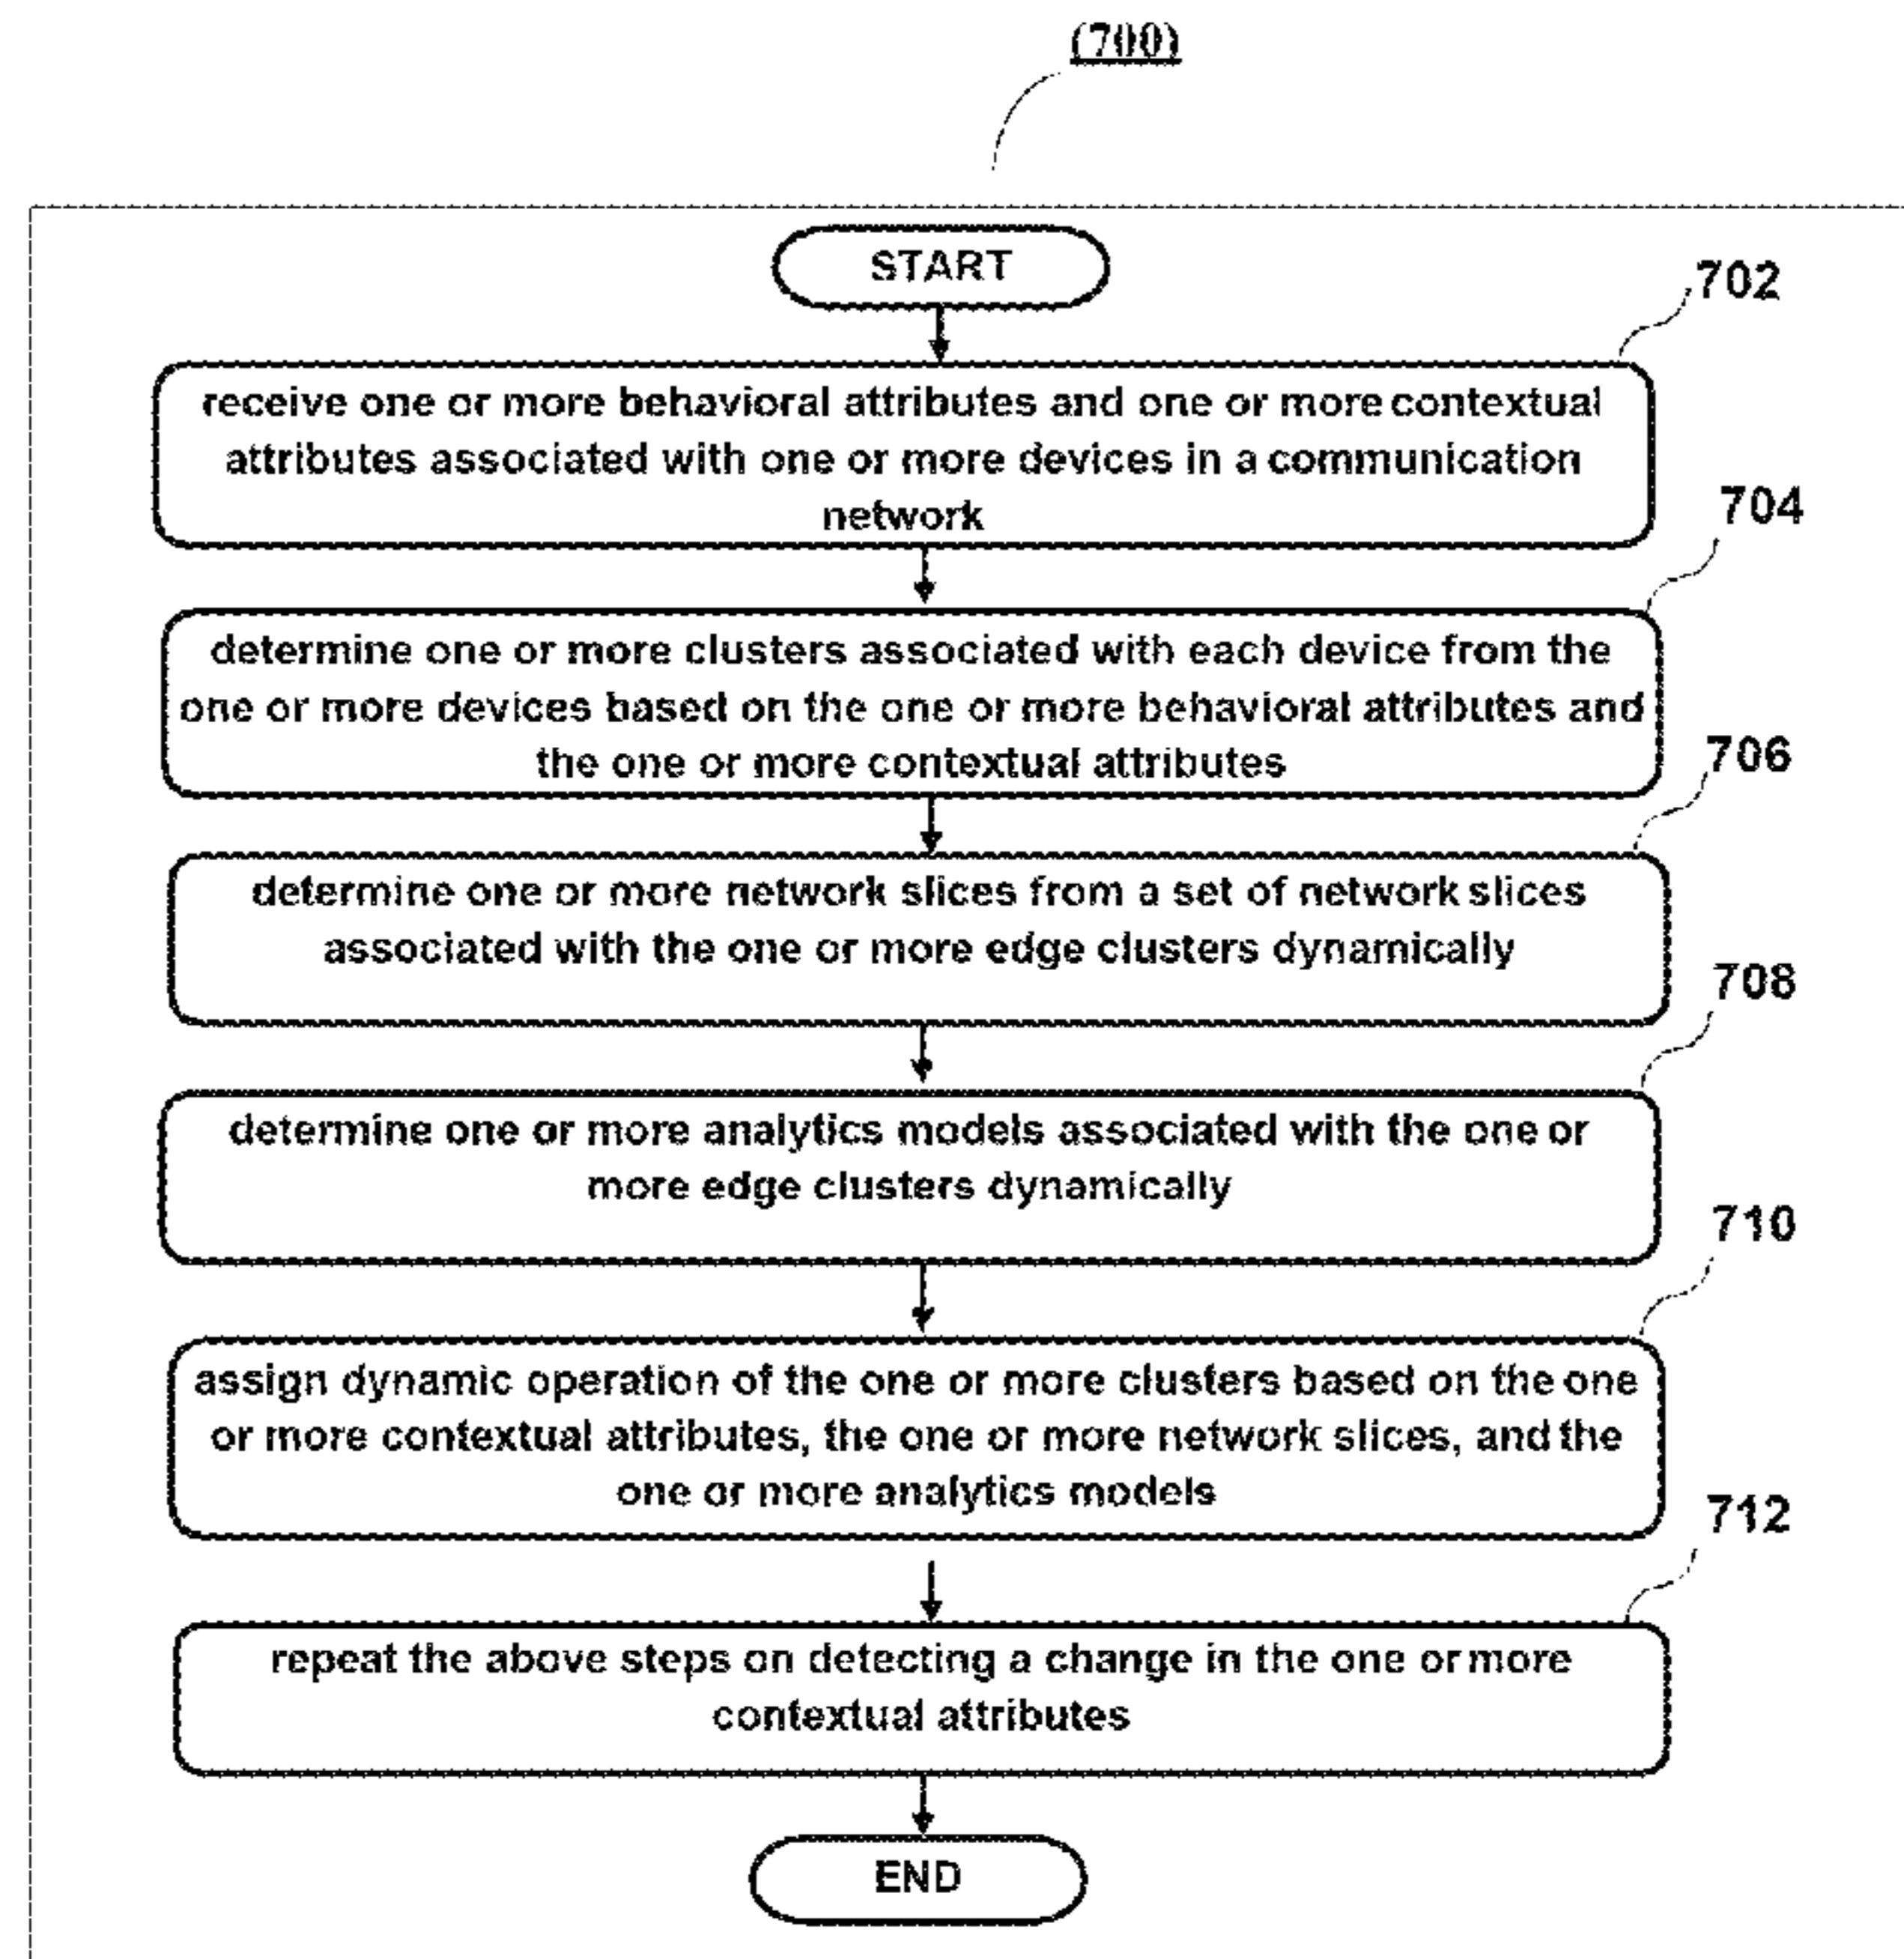 (700)
START
702
receive one or more behavioral attributes and one or more contextual
attributes associated with one or more devices in a communication
network
704
determine one or more clusters associated with each device from the
one or more devices based on the one or more behavioral attributes and
the one or more contextual attributes
706
determine one or more network slices from a set of network slices
associated with the one or more edge clusters dynamically
708
determine one or more analytics models associated with the one or
more edge clusters dynamically
710
assign dynamic operation of the one or more clusters based on the one
or more contextual attributes, the one or more network slices, and the
one or more analytics models
712
repeat the above steps on detecting a change in the one or more
contextual attributes
END